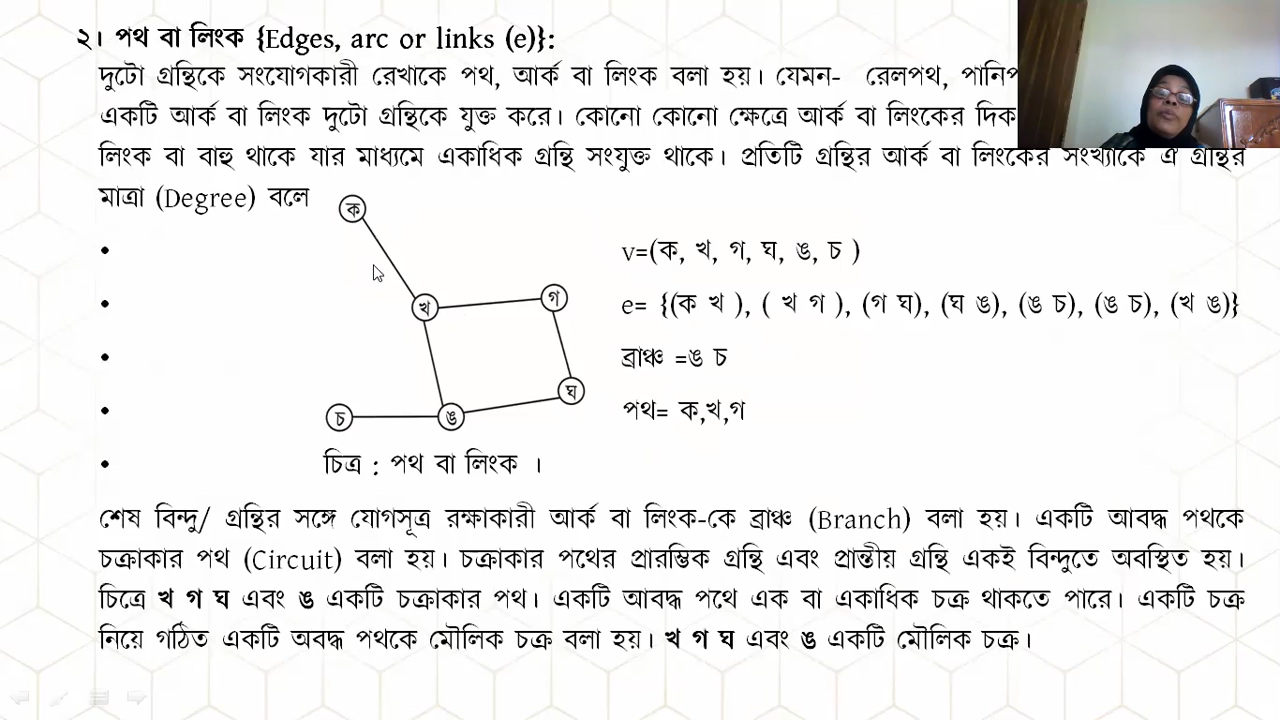 ২। পথ বা লিংক {Edges, arc or links (e)}:
দুটো গ্রন্থিকে সংযোগকারী রেখাকে পথ, আর্ক বা লিংক বলা হয়। যেমন- রেলপথ,
একটি আর্ক বা লিংক দুটো গ্রন্থিকে যুক্ত করে। কোনো কোনো ক্ষেত্রে আর্ক বা লিংকের দিক
লিংক বা বাহু থাকে যার মাধ্যমে একাধিক গ্রন্থি সংযুক্ত থাকে। প্রতিটি গ্রন্থির আর্ক বা লিংকের সংখ্যাকে ঐ গ্রন্থির
মাত্রা (Degree) বলে
ক
v=(ক, খ, গ, ঘ, ঙ, চ )
খ
গ
e= {(ক খ ), ( খ গ ), (গ ঘ), (ঘ ঙ), (ঙ চ), (ঙ চ), (খ ঙ)}
ব্রাঞ্চ =ঙ চ
ঘ
চ
ঙ
পথ= ক,খ,গ
চিত্র : পথ বা লিংক ।
শেষ বিন্দু/ গ্রন্থির সঙ্গে যোগসূত্র রক্ষাকারী আর্ক বা লিংক-কে ব্রাঞ্চ (Branch) বলা হয়। একটি আবদ্ধ পথকে
চক্রাকার পথ (Circuit) বলা হয়। চক্রাকার পথের প্রারম্ভিক গ্রন্থি এবং প্রান্তীয় গ্রন্থি একই বিন্দুতে অবস্থিত হয়।
চিত্রে খ গ ঘ এবং ঙ একটি চক্রাকার পথ। একটি আবদ্ধ পথে এক বা একাধিক চক্র থাকতে পারে। একটি চক্র
নিয়ে গঠিত একটি অবদ্ধ পথকে মৌলিক চক্র বলা হয়। খ গ ঘ এবং ঙ একটি মৌলিক চক্র।